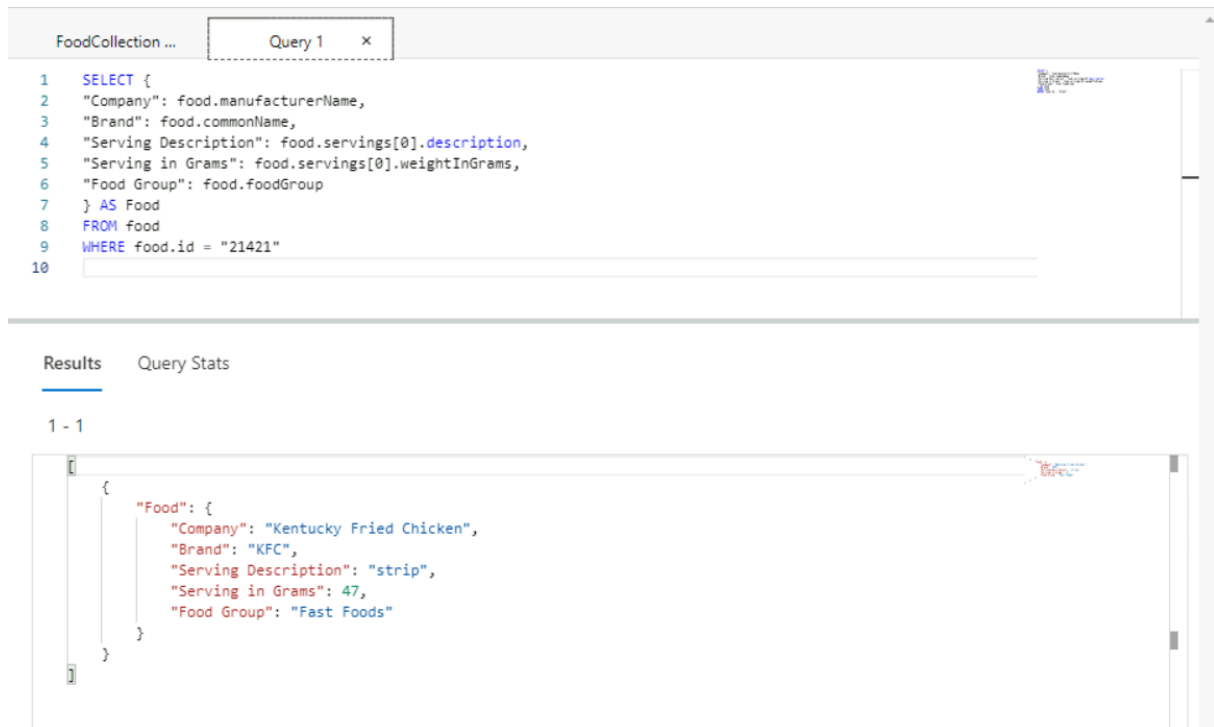 FoodCollection ...
Query 1 ×
1 SELECT {
2 "Company": food.manufacturerName,
3 "Brand": food.commonName,
4 "Serving Description": food.servings[0].description,
5 "Serving in Grams": food.servings[0].weightInGrams,
6 "Food Group": food.foodGroup
7 } AS Food
8 FROM food
9 WHERE food.id = "21421"
10
Results Query Stats
1 - 1
[
{
"Food": {
"Company": "Kentucky Fried Chicken",
"Brand": "KFC",
"Serving Description": "strip",
"Serving in Grams": 47,
"Food Group": "Fast Foods"
}
}
]